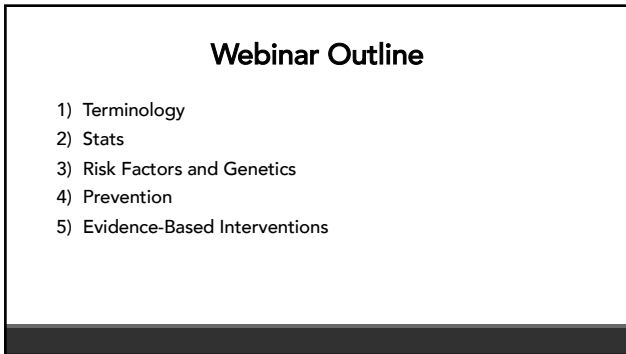 Webinar Outline
1) Terminology
2) Stats
3) Risk Factors and Genetics
4) Prevention
5) Evidence-Based Interventions